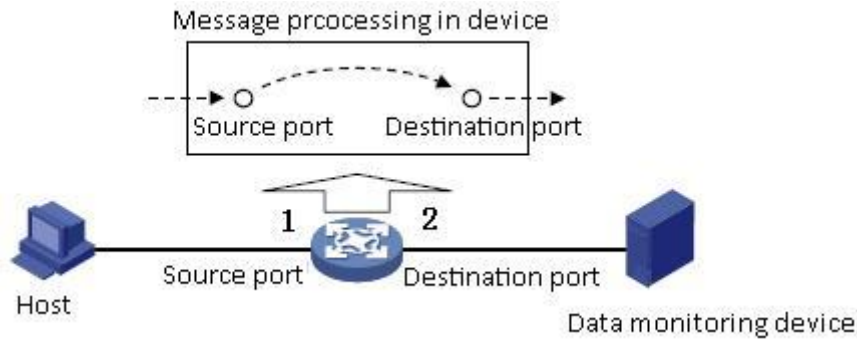 Message prcocessing in device
Source port
Destination port
1
2
Source port
Destination port
Host
Data monitoring device